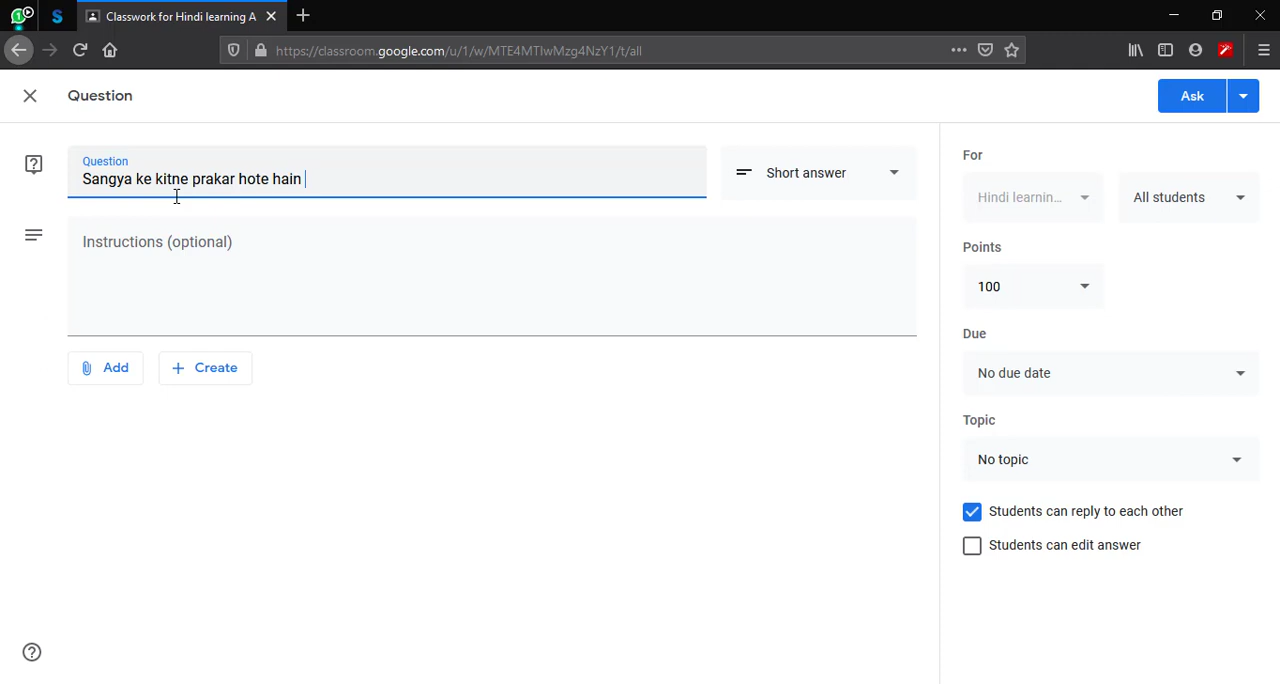 Classwork for Hindi learning A
https://classroom.google.com/u/1/w/MTE4MTIwMzg4NzY1/t/all
Question
Ask
Question
Sangya ke kitne prakar hote hain
Short answer
Instructions (optional)
Add
Create
For
Hindi learnin...
All students
Points
100
Due
No due date
Topic
No topic
Students can reply to each other
Students can edit answer